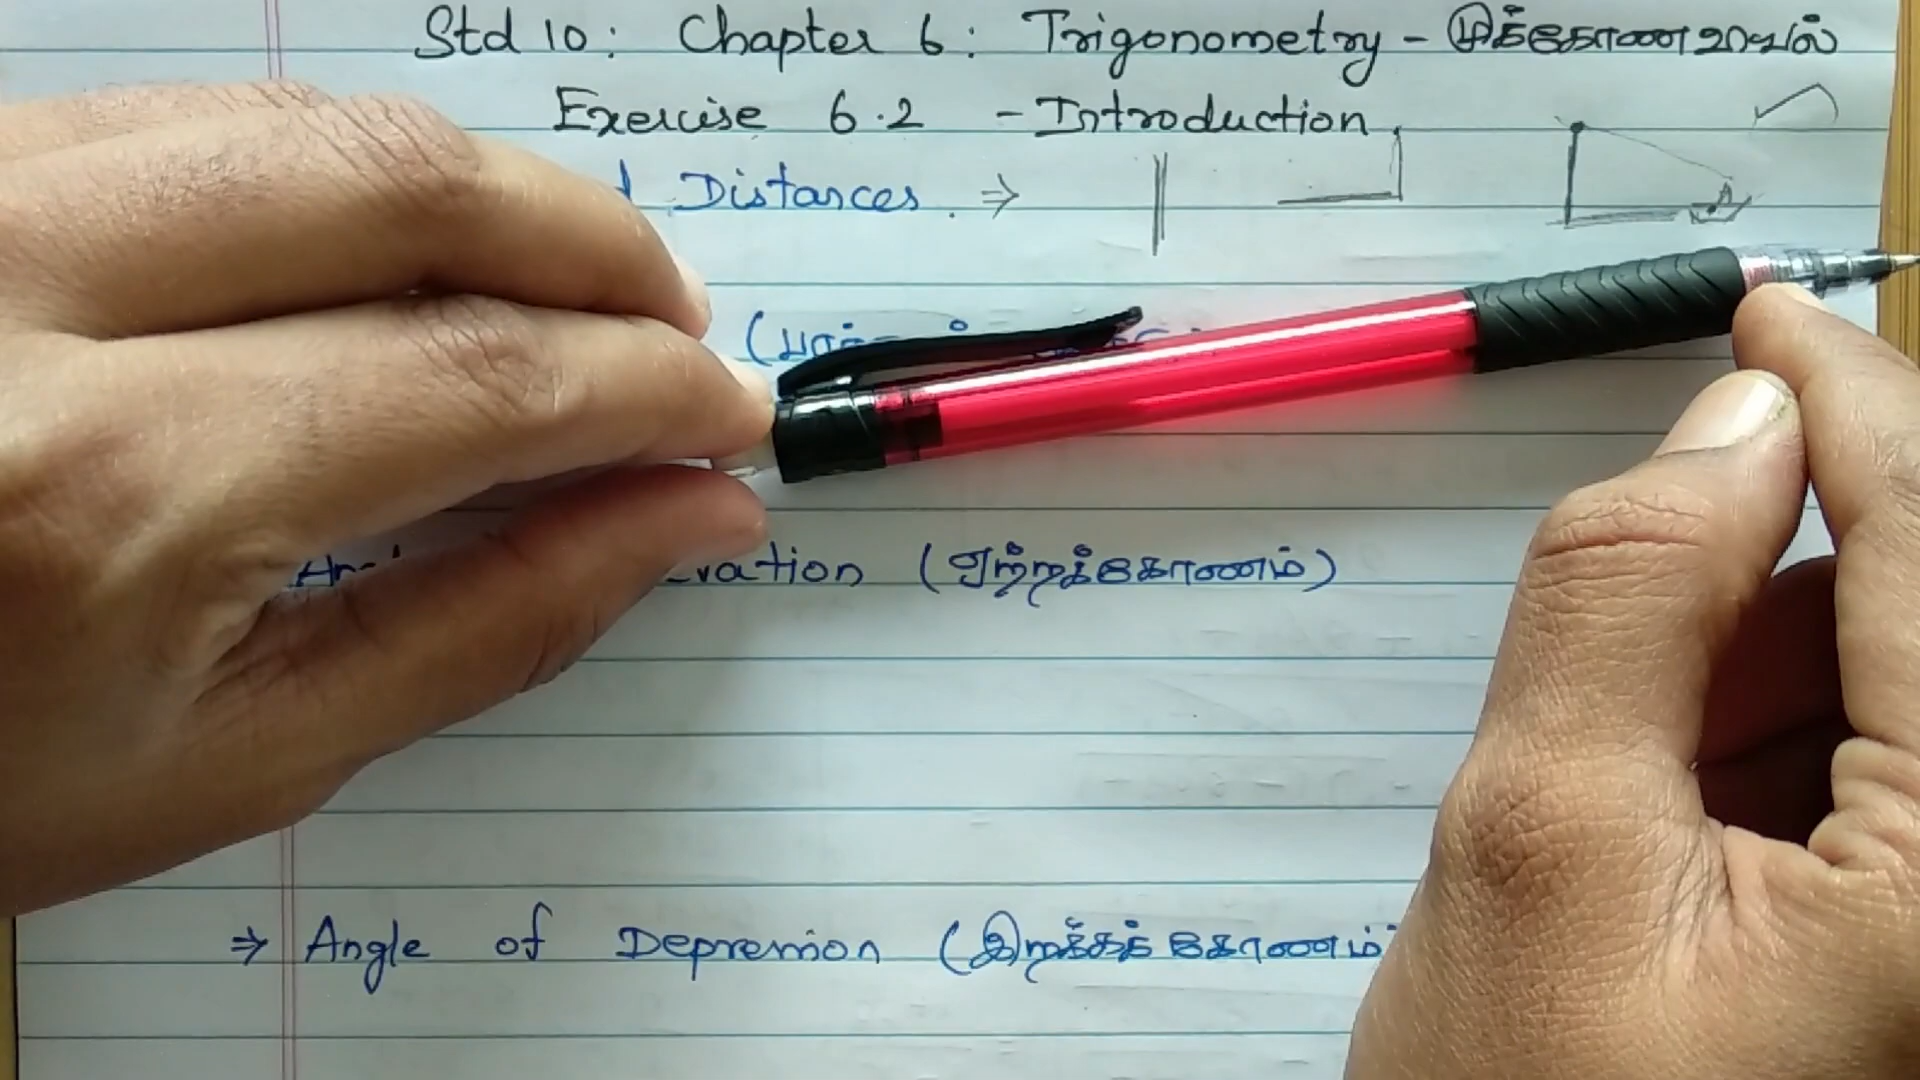 Std 10: Chapter 6: Trigonometry - முக்கோணவியல்
Exercise 6.2 - Introduction
Distances. ⇒
(ஏற்றக்கோணம்)
⇒ Angle of Depression (இறக்கக் கோணம்